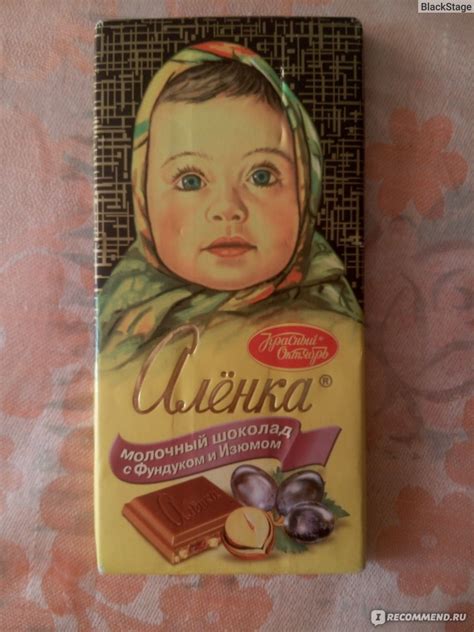 BlackStage
Красный
Октябрь
Алёнка®
молочный шоколад
с Фундуком и Изюмом
Алёнка
I RECOMMEND.RU